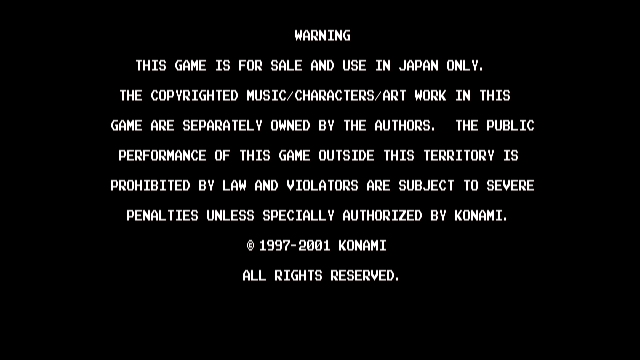 WARNING
THIS GAME IS FOR SALE AND USE IN JAPAN ONLY.
THE COPYRIGHTED MUSIC/CHARACTERS/ART WORK IN THIS
GAME ARE SEPARATELY OWNED BY THE AUTHORS. THE PUBLIC
PERFORMANCE OF THIS GAME OUTSIDE THIS TERRITORY IS
PROHIBITED BY LAW AND VIOLATORS ARE SUBJECT TO SEVERE
PENALTIES UNLESS SPECIALLY AUTHORIZED BY KONAMI.
© 1997-2001 KONAMI
ALL RIGHTS RESERVED.